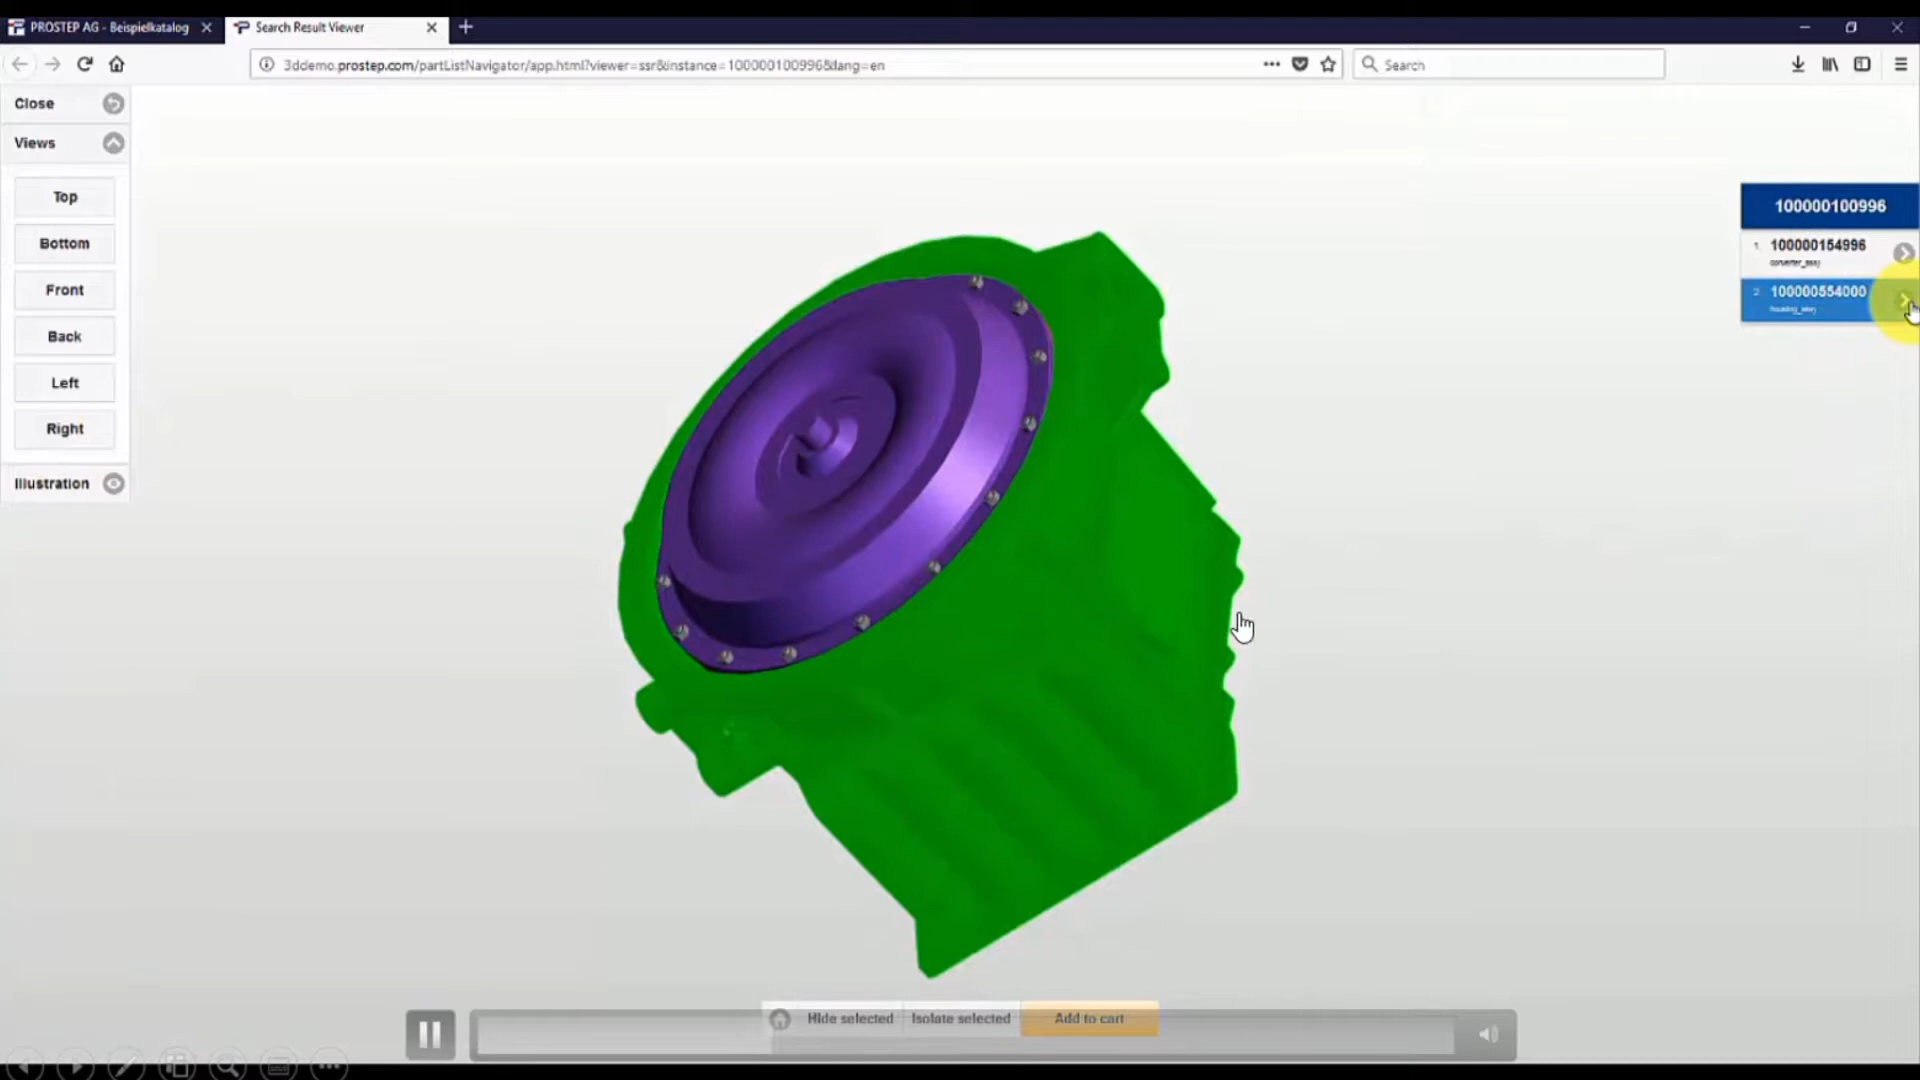 PROSTEP AG - Beispielkatalog
Search Result Viewer
3ddemo.prostep.com/partListNavigator/app.html?viewer=ssr&instance=100000100996&lang=en
Search
Close
Views
Top
Bottom
Front
Back
Left
Right
Illustration
100000100996
1. 100000154996
converter_assy
2 100000554000
housing_assy
Hide selected
Isolate selected
Add to cart